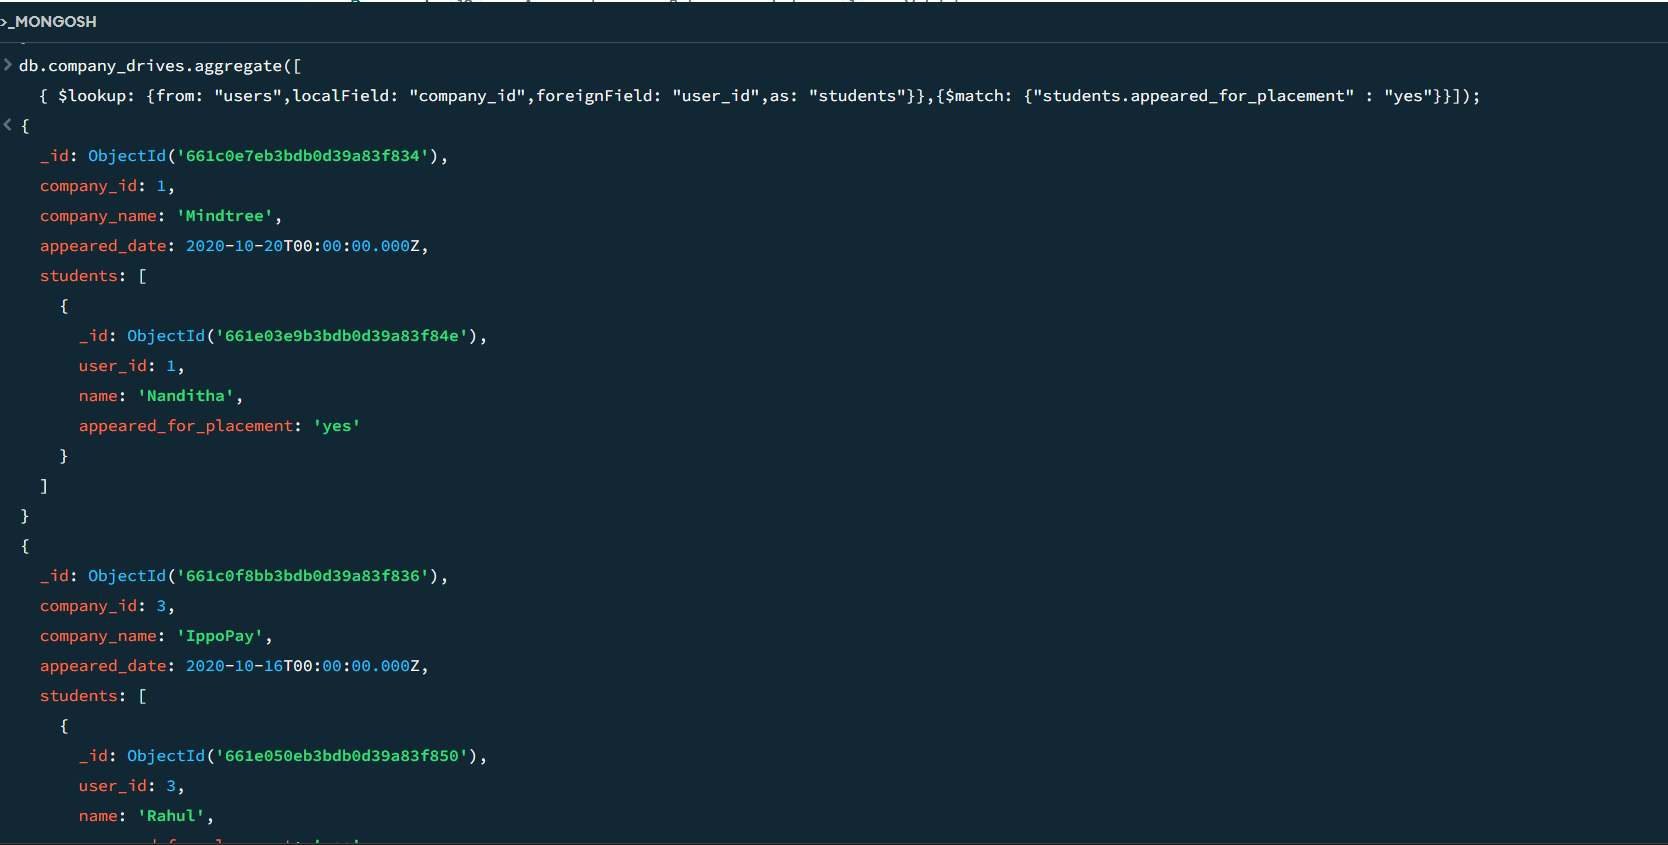 >_MONGOSH
> db.company_drives.aggregate([
{ $lookup: {from: "users",localField: "company_id",foreignField: "user_id",as: "students"}},{$match: {"students.appeared_for_placement" : "yes"}}]);
< {
_id: ObjectId('661c0e7eb3bdb0d39a83f834'),
company_id: 1,
company_name: 'Mindtree',
appeared_date: 2020-10-20T00:00:00.000Z,
students: [
{
_id: ObjectId('661e03e9b3bdb0d39a83f84e'),
user_id: 1,
name: 'Nanditha',
appeared_for_placement: 'yes'
}
]
}
{
_id: ObjectId('661c0f8bb3bdb0d39a83f836'),
company_id: 3,
company_name: 'IppoPay',
appeared_date: 2020-10-16T00:00:00.000Z,
students: [
{
_id: ObjectId('661e050eb3bdb0d39a83f850'),
user_id: 3,
name: 'Rahul',